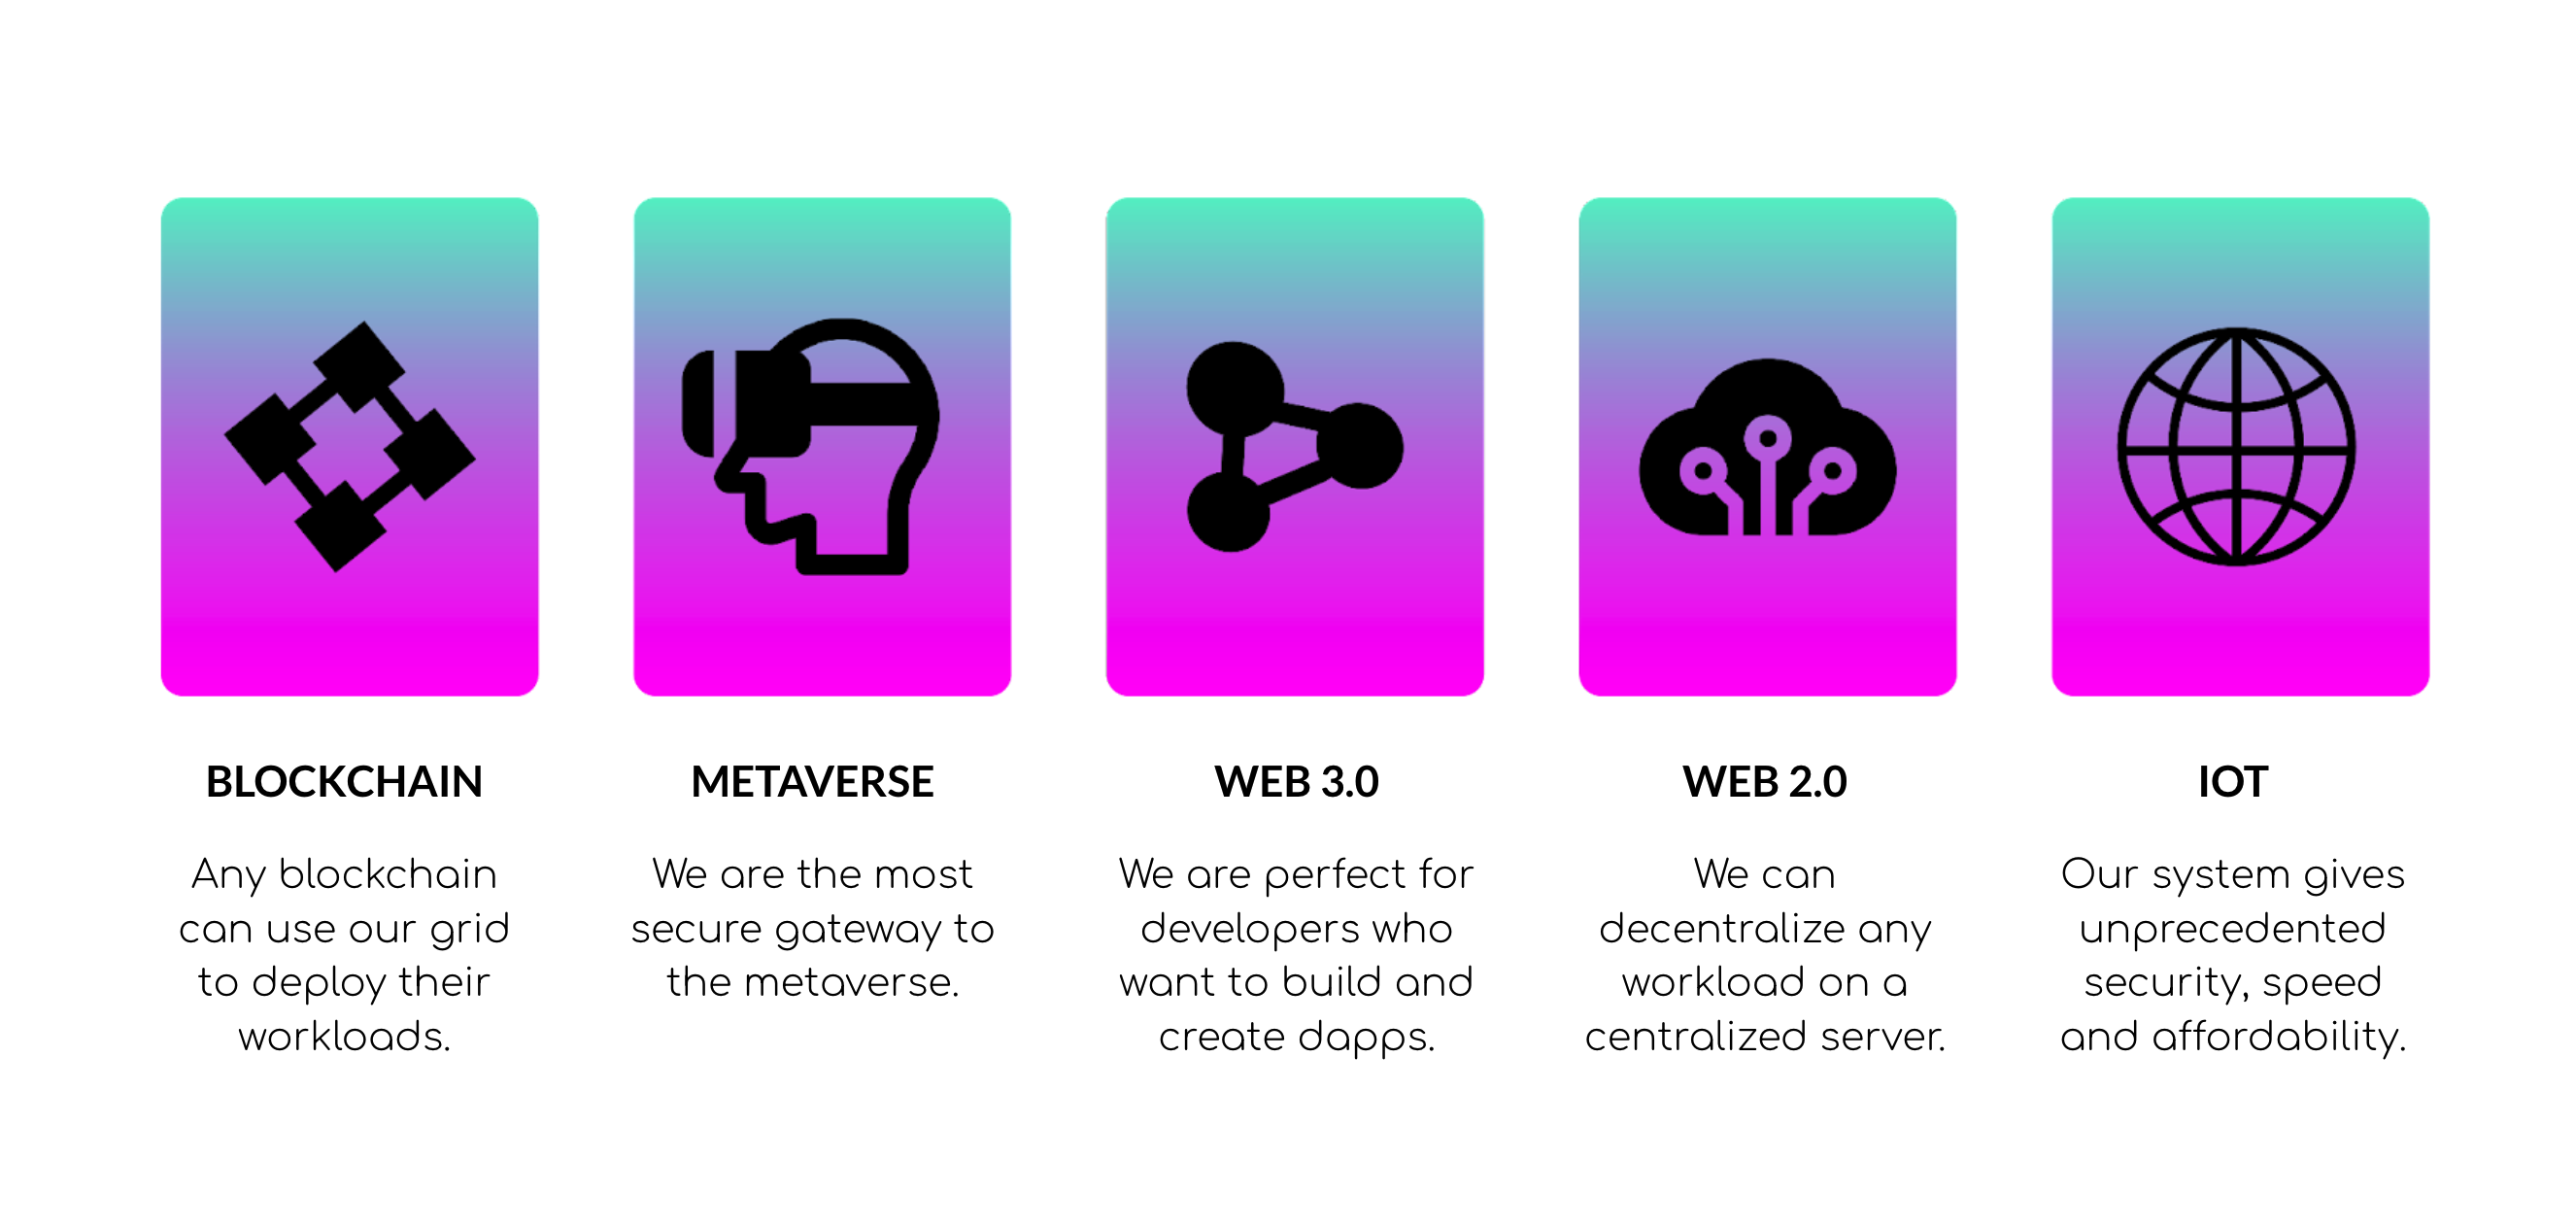 BLOCKCHAIN
Any blockchain
can use our grid
to deploy their
workloads.
METAVERSE
We are the most
secure gateway to
the metaverse.
WEB 3.0
We are perfect for
developers who
want to build and
create dapps.
WEB 2.0
We can
decentralize any
workload on a
centralized server.
IOT
Our system gives
unprecedented
security, speed
and affordability.